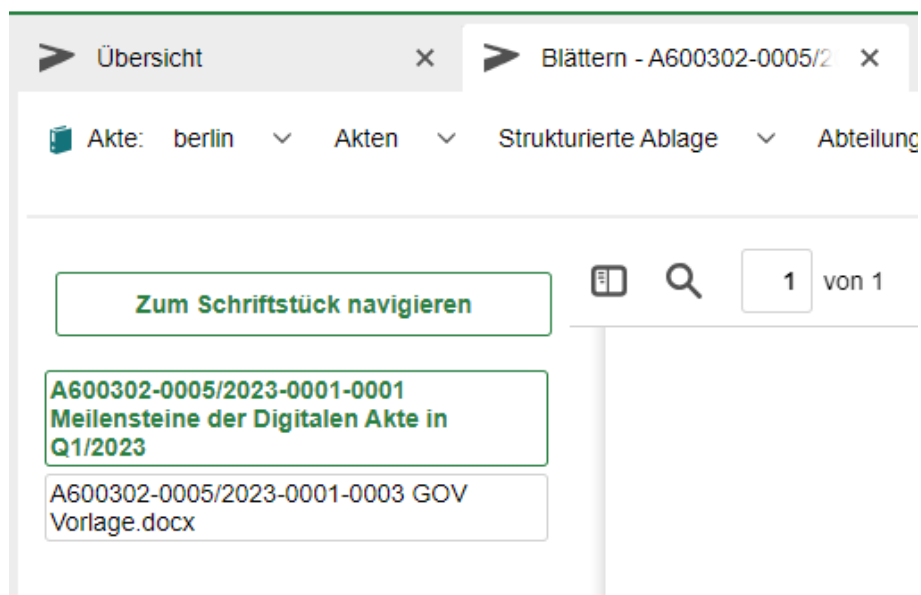 Übersicht
Blättern - A600302-0005/2
Akte: berlin Akten Strukturierte Ablage Abteilung
Zum Schriftstück navigieren
1 von 1
A600302-0005/2023-0001-0001
Meilensteine der Digitalen Akte in
Q1/2023
A600302-0005/2023-0001-0003 GOV
Vorlage.docx